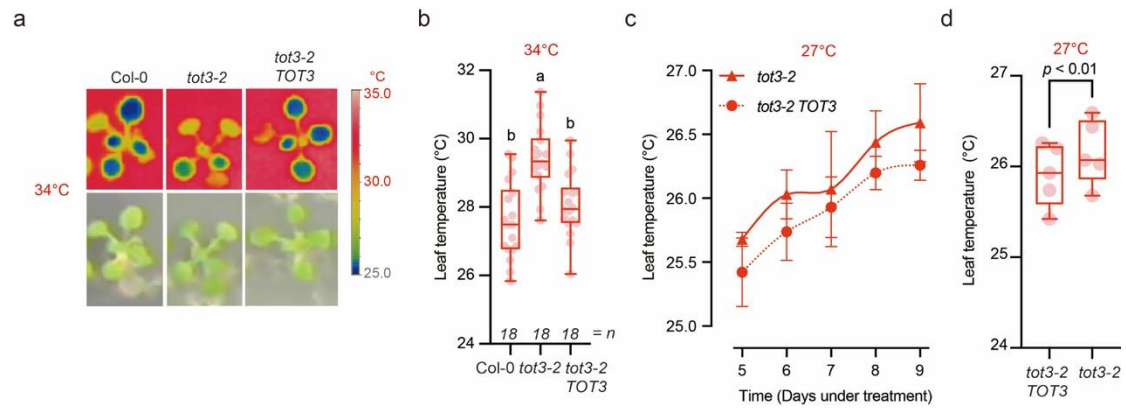 a
Col-0
tot3-2
tot3-2
TOT3
°C
35.0
30.0
25.0
34°C
b
34°C
Leaf temperature (°C)
32
30
28
26
24
b
a
b
18
18
18
= n
Col-0
tot3-2
tot3-2
TOT3
c
27°C
tot3-2
tot3-2 TOT3
Leaf temperature (°C)
27.0
26.5
26.0
25.5
25.0
5
6
7
8
9
Time (Days under treatment)
d
27°C
p < 0.01
Leaf temperature (°C)
27
26
25
24
tot3-2
TOT3
tot3-2